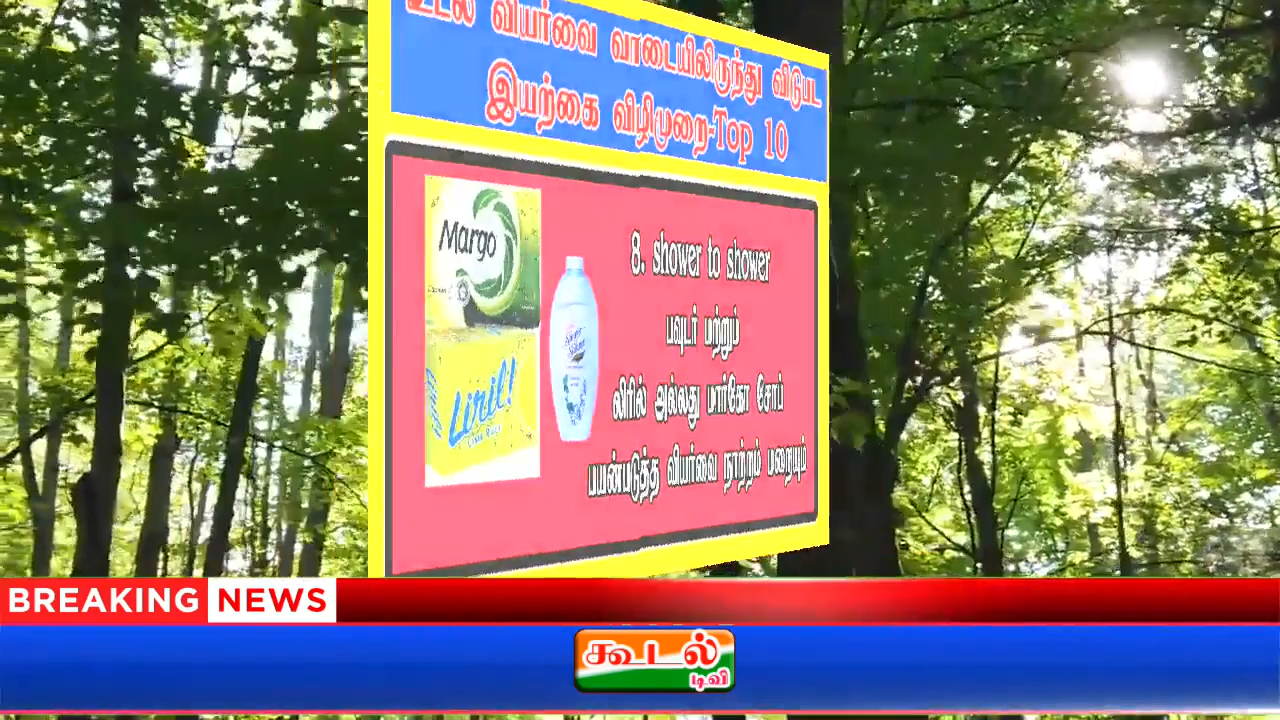 உடல் வியர்வை வாடையிலிருந்து விடுபட
இயற்கை விழிமுறை-Top 10
Margo
Liril!
8. shower to shower
பவுடர் மற்றும்
லிரில் அல்லது மார்கோ சோப்
பயன்படுத்த வியர்வை நாற்றம் மறையும்
BREAKING NEWS
கூடல்
டிவி